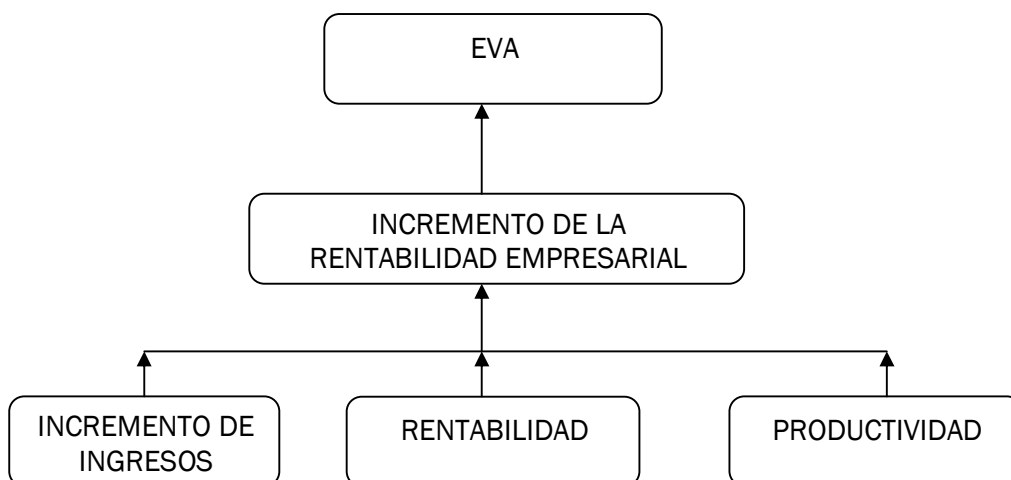 EVA
INCREMENTO DE LA
RENTABILIDAD EMPRESARIAL
INCREMENTO DE
INGRESOS
RENTABILIDAD
PRODUCTIVIDAD